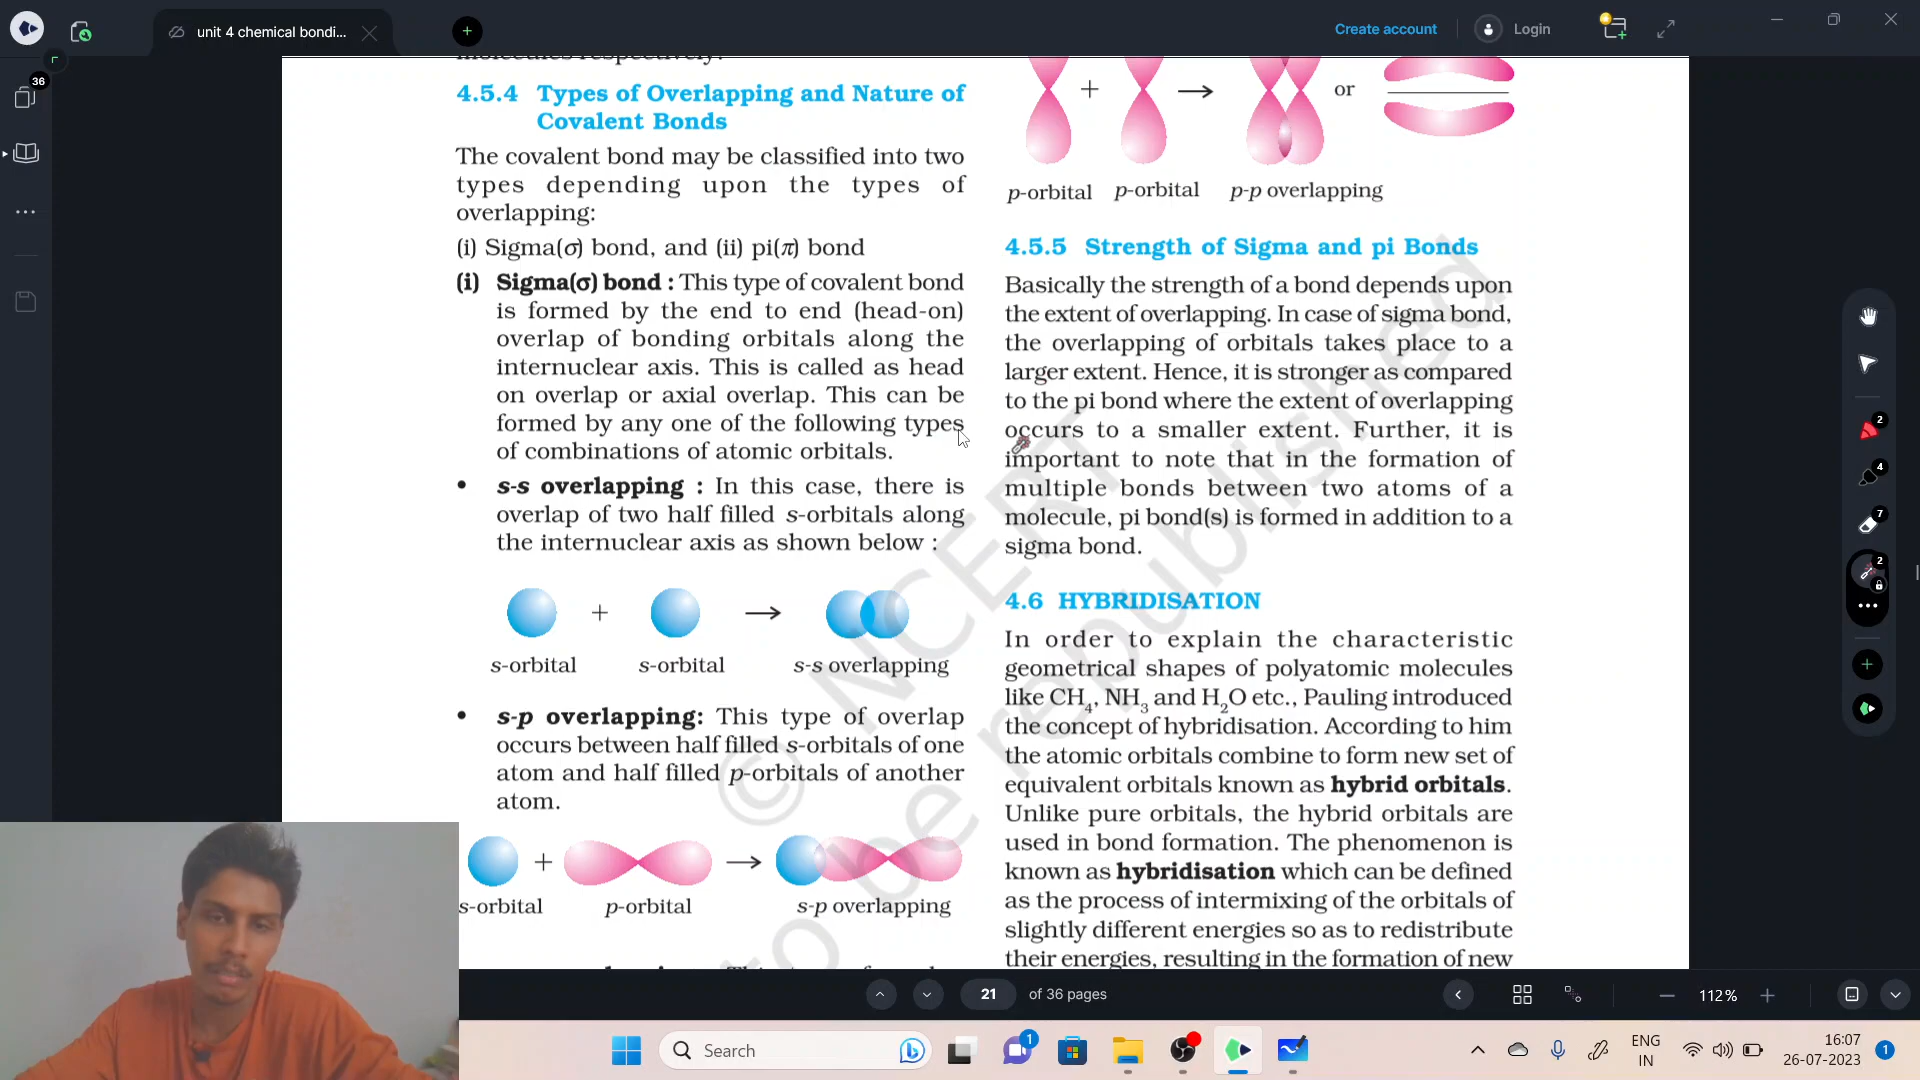 unit 4 chemical bondi...
Create account
Login
36
molecules respectively.
4.5.4 Types of Overlapping and Nature of
Covalent Bonds
The covalent bond may be classified into two
types depending upon the types of
overlapping:
(i) Sigma(σ) bond, and (ii) pi(π) bond
(i) Sigma(σ) bond : This type of covalent bond
is formed by the end to end (head-on)
overlap of bonding orbitals along the
internuclear axis. This is called as head
on overlap or axial overlap. This can be
formed by any one of the following types
of combinations of atomic orbitals.
• s-s overlapping : In this case, there is
overlap of two half filled s-orbitals along
the internuclear axis as shown below :
+ →
s-orbital s-orbital s-s overlapping
• s-p overlapping: This type of overlap
occurs between half filled s-orbitals of one
atom and half filled p-orbitals of another
atom.
+ →
s-orbital p-orbital s-p overlapping
+ → or
p-orbital p-orbital p-p overlapping
4.5.5 Strength of Sigma and pi Bonds
Basically the strength of a bond depends upon
the extent of overlapping. In case of sigma bond,
the overlapping of orbitals takes place to a
larger extent. Hence, it is stronger as compared
to the pi bond where the extent of overlapping
occurs to a smaller extent. Further, it is
important to note that in the formation of
multiple bonds between two atoms of a
molecule, pi bond(s) is formed in addition to a
sigma bond.
4.6 HYBRIDISATION
In order to explain the characteristic
geometrical shapes of polyatomic molecules
like CH₄, NH₃ and H₂O etc., Pauling introduced
the concept of hybridisation. According to him
the atomic orbitals combine to form new set of
equivalent orbitals known as hybrid orbitals.
Unlike pure orbitals, the hybrid orbitals are
used in bond formation. The phenomenon is
known as hybridisation which can be defined
as the process of intermixing of the orbitals of
slightly different energies so as to redistribute
their energies, resulting in the formation of new
© NCERT
to be republished
2
4
7
2
21 of 36 pages
112%
Search
1
ENG
IN
16:07
26-07-2023
1